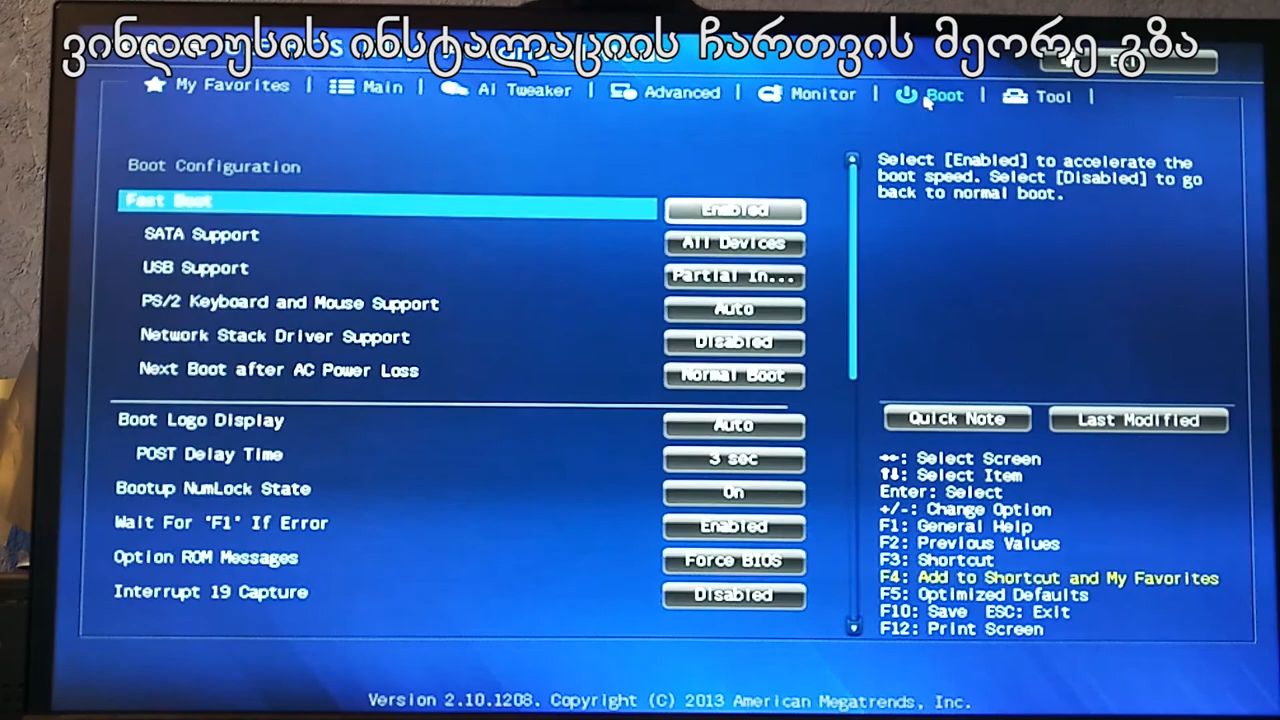 ვინდოუსის ინსტალაციის ჩართვის მეორე გზა
My Favorites | Main | Ai Tweaker | Advanced | Monitor | Boot | Tool |
Boot Configuration
Fast Boot Enabled
SATA Support All Devices
USB Support Partial In...
PS/2 Keyboard and Mouse Support Auto
Network Stack Driver Support Disabled
Next Boot after AC Power Loss Normal Boot
Boot Logo Display Auto
POST Delay Time 3 sec
Bootup NumLock State On
Wait For 'F1' If Error Enabled
Option ROM Messages Force BIOS
Interrupt 19 Capture Disabled
Select [Enabled] to accelerate the
boot speed. Select [Disabled] to go
back to normal boot.
Quick Note Last Modified
→←: Select Screen
↑↓: Select Item
Enter: Select
+/-: Change Option
F1: General Help
F2: Previous Values
F3: Shortcut
F4: Add to Shortcut and My Favorites
F5: Optimized Defaults
F10: Save ESC: Exit
F12: Print Screen
Version 2.10.1208. Copyright (C) 2013 American Megatrends, Inc.